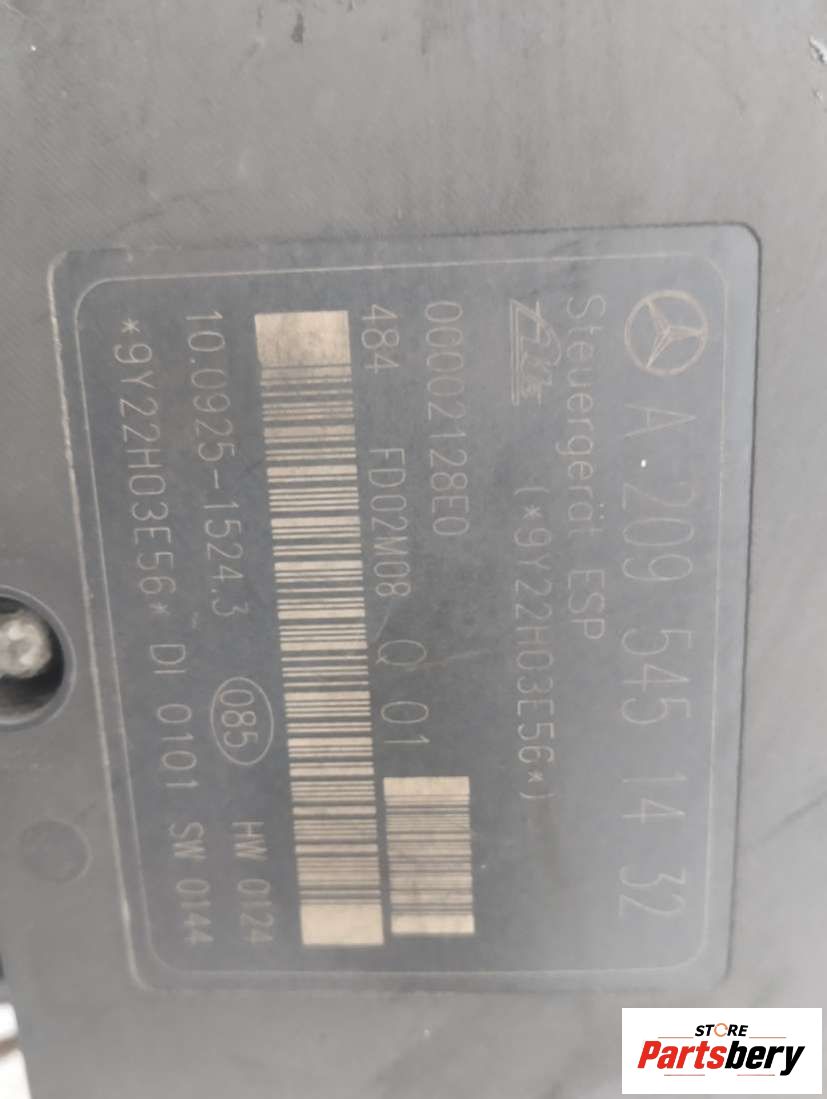 A 209 545 14 32
Steuergerät ESP
(*9Y22H03E56*)
00002128E0
484 FD02M08 Q 01
10.0925-1524.3 085 HW 0124
*9Y22H03E56* DI 0101 SW 0144
STORE
Partsbery